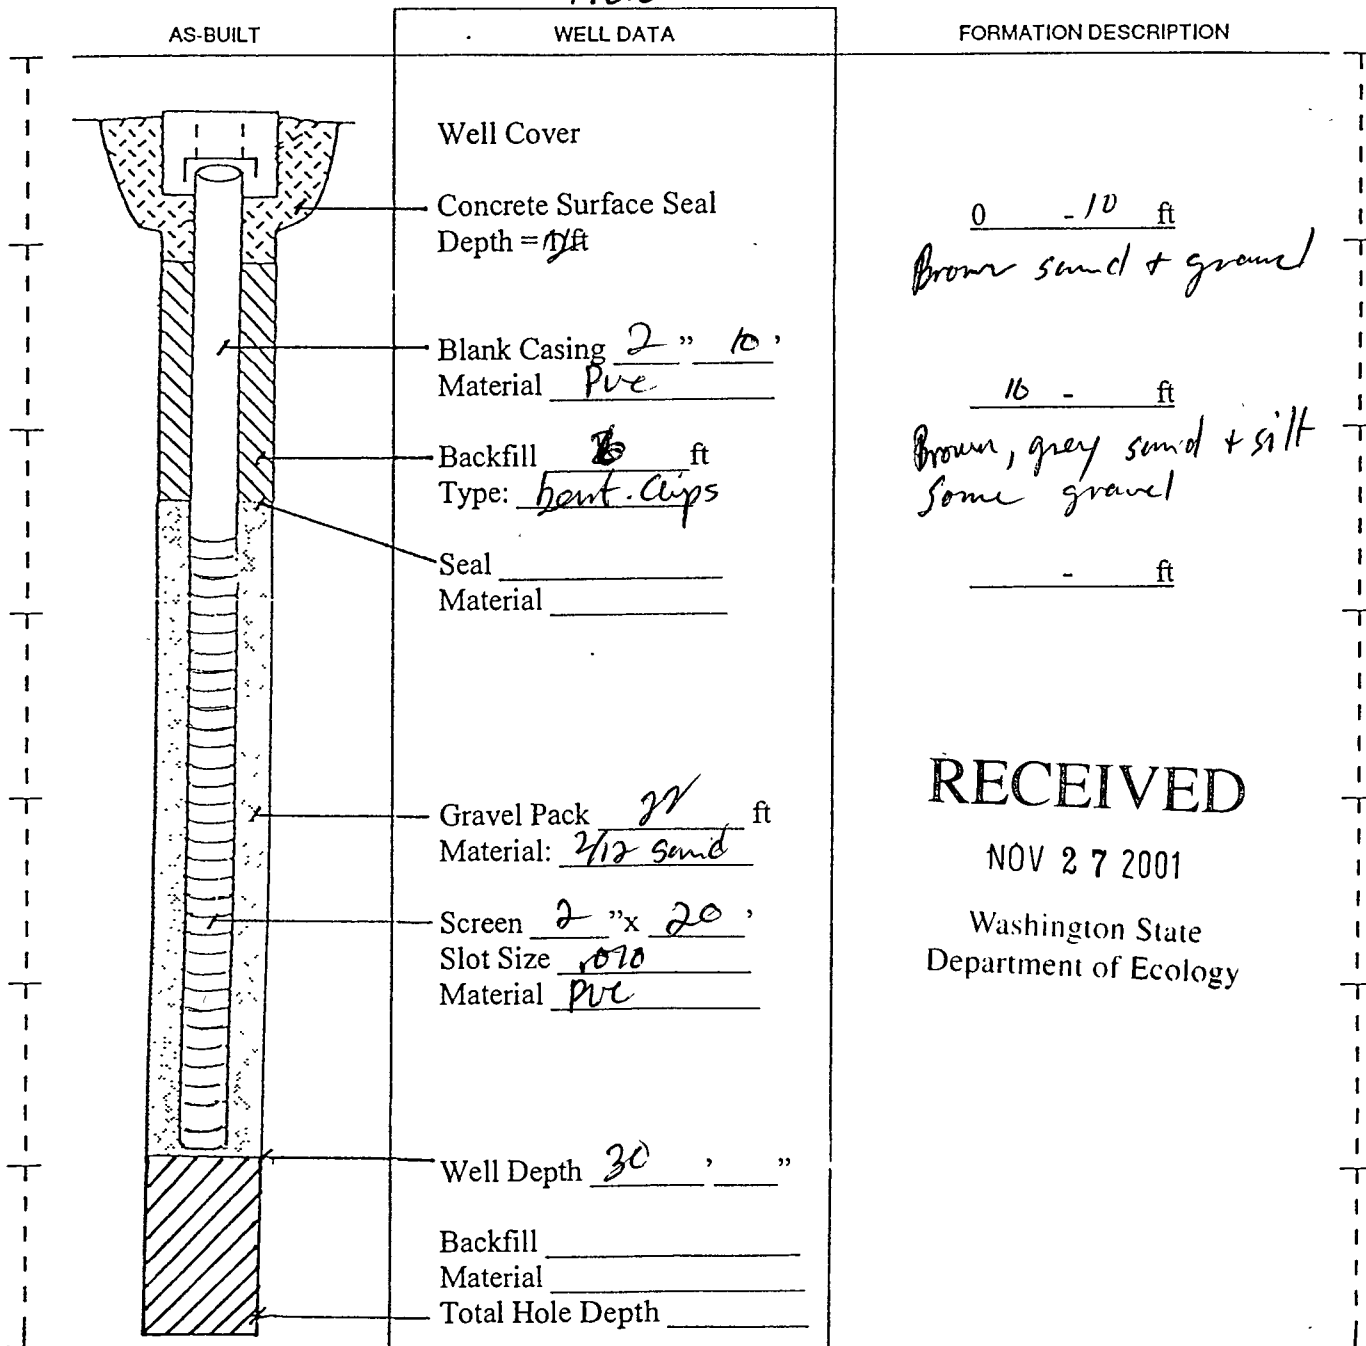 AS-BUILT
WELL DATA
FORMATION DESCRIPTION
Well Cover
Concrete Surface Seal
Depth = ft
Blank Casing 2 " 10 '
Material PVC
Backfill ft
Type: bent. Chips
Seal
Material
Gravel Pack 22 ft
Material: 2/12 sand
Screen 2 "x 20 '
Slot Size .010
Material PVC
Well Depth 30 ' "
Backfill
Material
Total Hole Depth
0 - 10 ft
Brown sand + gravel
10 - ft
Brown, grey sand + silt
Some gravel
- ft
RECEIVED
NOV 27 2001
Washington State
Department of Ecology